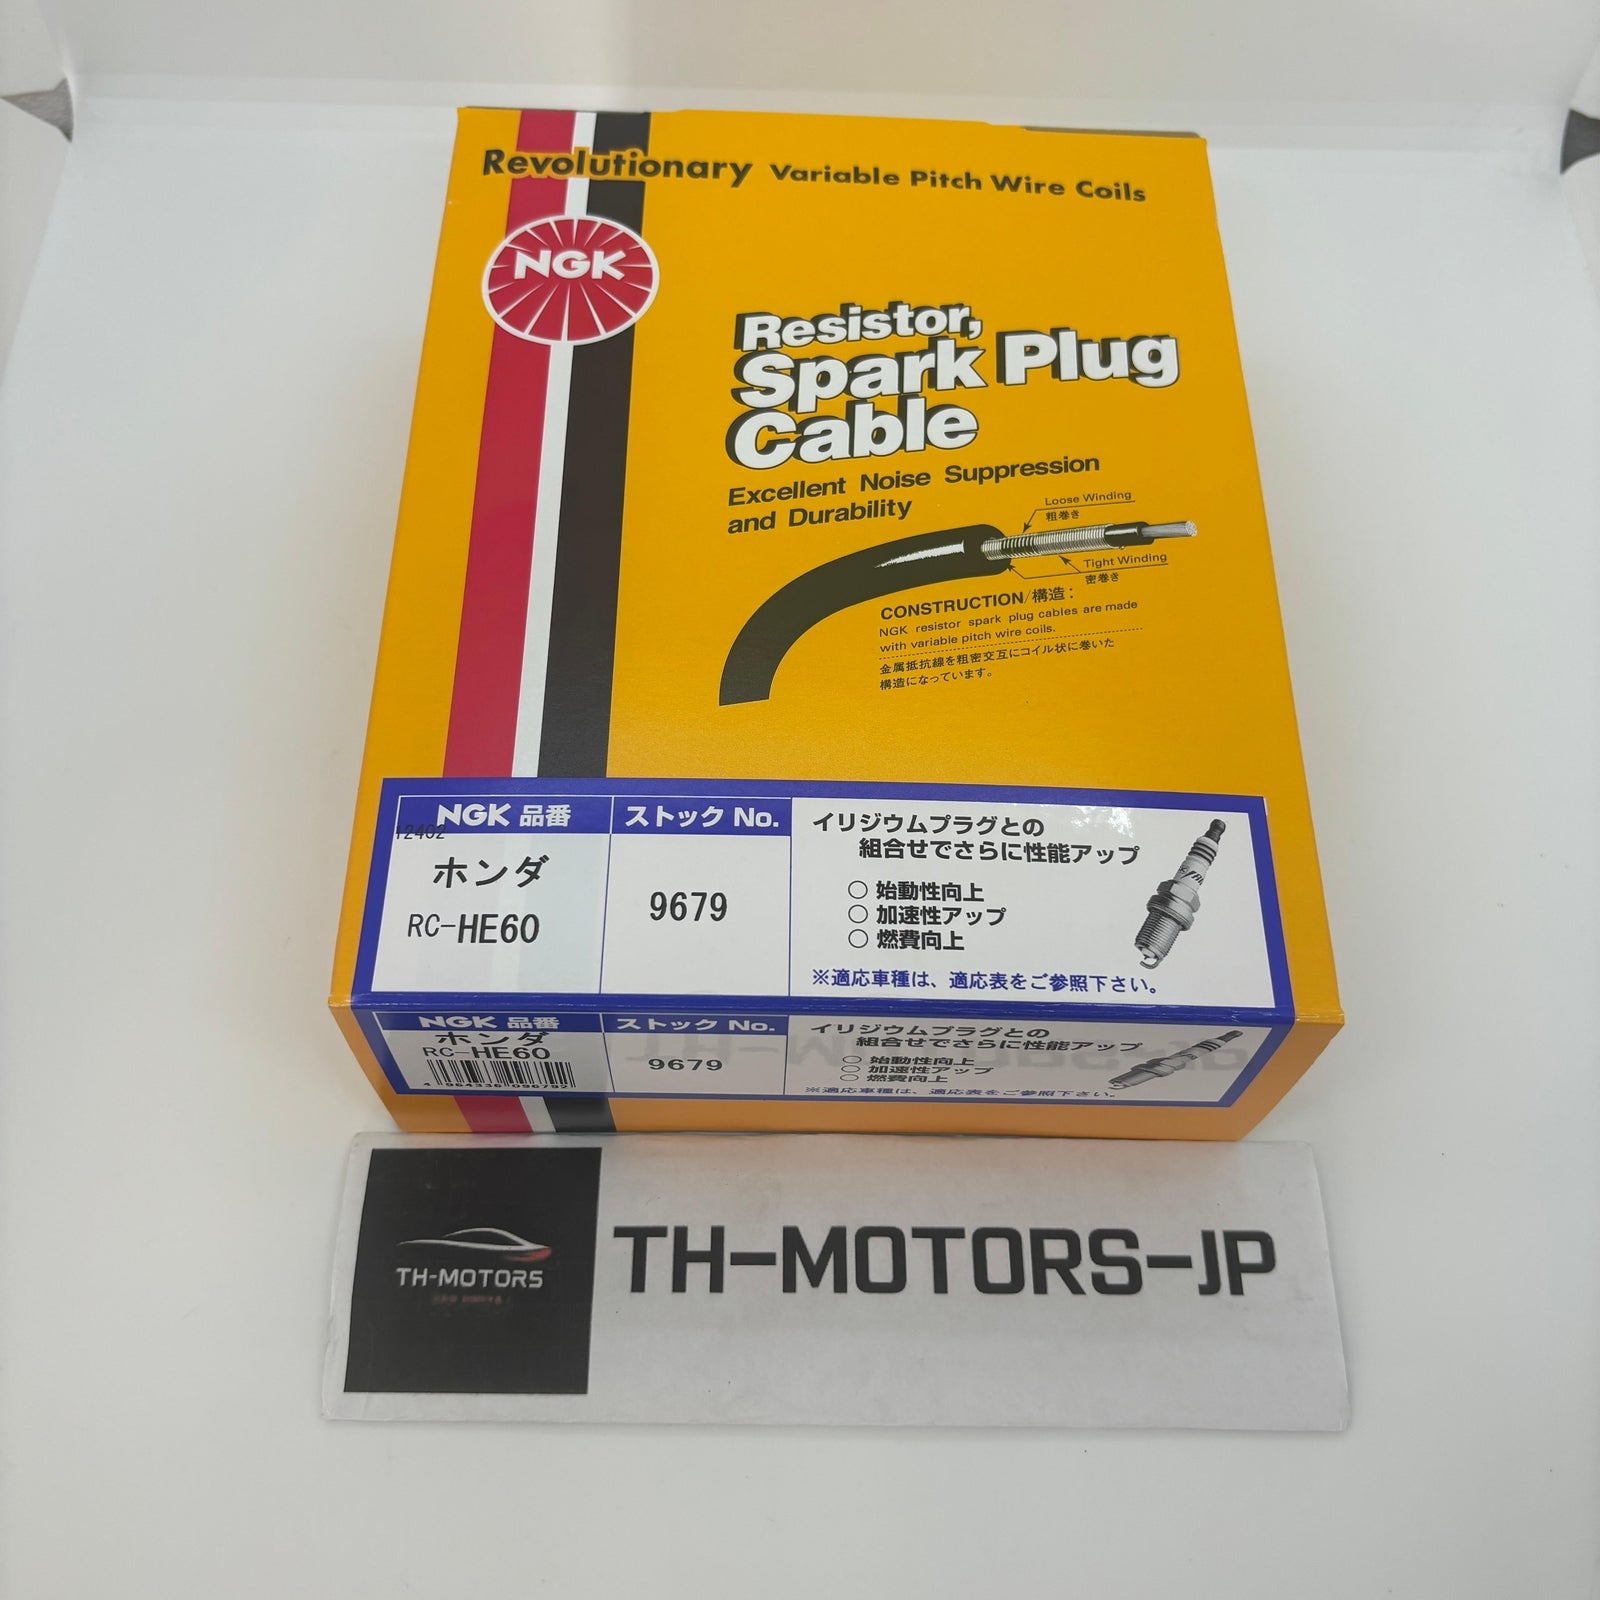 Revolutionary Variable Pitch Wire Coils
NGK
Resistor,
Spark Plug
Cable
Excellent Noise Suppression
and Durability
Loose Winding
粗巻き
Tight Winding
密巻き
CONSTRUCTION/構造：
NGK resistor spark plug cables are made
with variable pitch wire coils.
金属抵抗線を粗密交互にコイル状に巻いた
構造になっています。
NGK 品番
ストック No.
12402
ホンダ
RC-HE60
9679
イリジウムプラグとの
組合せでさらに性能アップ
○ 始動性向上
○ 加速性アップ
○ 燃費向上
※適応車種は、適応表をご参照下さい。
NGK 品番
ストック No.
ホンダ
RC-HE60
4 964336 096792
9679
イリジウムプラグとの
組合せでさらに性能アップ
○ 始動性向上
○ 加速性アップ
○ 燃費向上
※適応車種は、適応表をご参照下さい。
TH-MOTORS
TH-MOTORS-JP